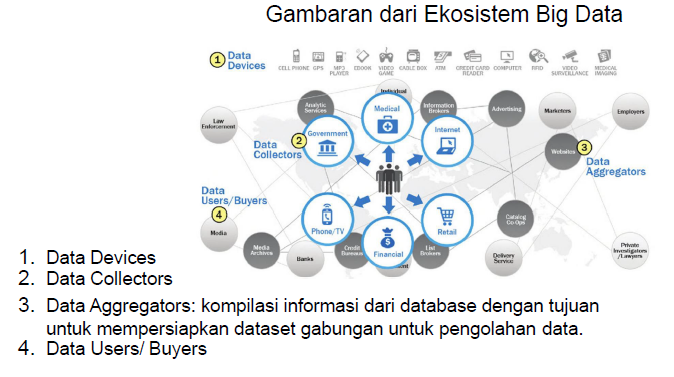 Gambaran dari Ekosistem Big Data
1 Data Devices
CELL PHONE GPS MP3 PLAYER EBOOK VIDEO GAME CABLE BOX ATM CREDIT CARD READER COMPUTER RFID VIDEO SURVEILLANCE MEDICAL IMAGING
Individual
Analytic Services
Medical
Information Brokers
Advertising
Marketers
Employers
Law Enforcement
Government
Internet
2 Data Collectors
Websites
3 Data Aggregators
Data Users/Buyers
4
Media
Phone/TV
Retail
Catalog Co-Ops
Media Archives
Banks
Credit Bureaus
Financial
List Brokers
Delivery Service
Private Investigators /Lawyers
1. Data Devices
2. Data Collectors
3. Data Aggregators: kompilasi informasi dari database dengan tujuan
untuk mempersiapkan dataset gabungan untuk pengolahan data.
4. Data Users/ Buyers